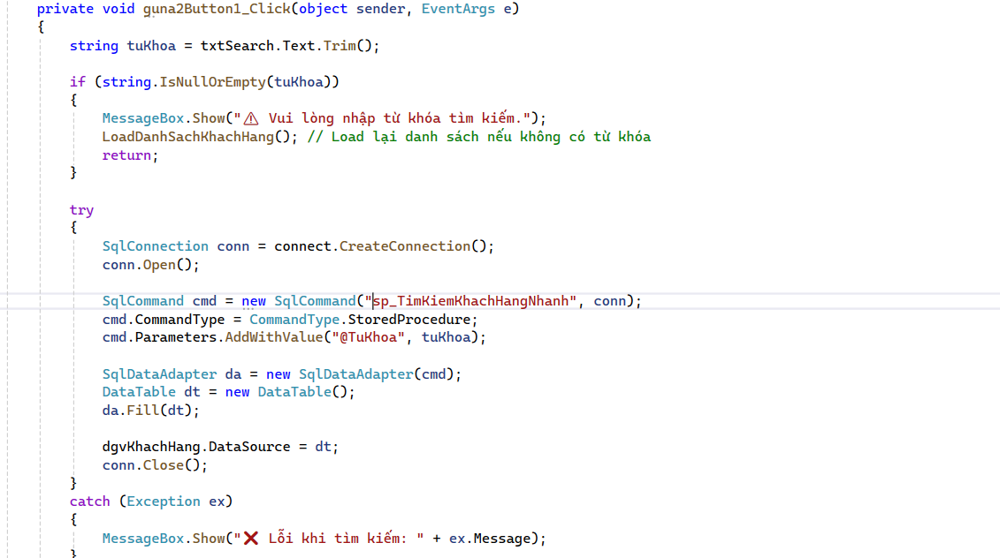 private void guna2Button1_Click(object sender, EventArgs e)
{
string tuKhoa = txtSearch.Text.Trim();
if (string.IsNullOrEmpty(tuKhoa))
{
MessageBox.Show("⚠ Vui lòng nhập từ khóa tìm kiếm.");
LoadDanhSachKhachHang(); // Load lại danh sách nếu không có từ khóa
return;
}
try
{
SqlConnection conn = connect.CreateConnection();
conn.Open();
SqlCommand cmd = new SqlCommand("sp_TimKiemKhachHangNhanh", conn);
cmd.CommandType = CommandType.StoredProcedure;
cmd.Parameters.AddWithValue("@TuKhoa", tuKhoa);
SqlDataAdapter da = new SqlDataAdapter(cmd);
DataTable dt = new DataTable();
da.Fill(dt);
dgvKhachHang.DataSource = dt;
conn.Close();
}
catch (Exception ex)
{
MessageBox.Show("❌ Lỗi khi tìm kiếm: " + ex.Message);
}